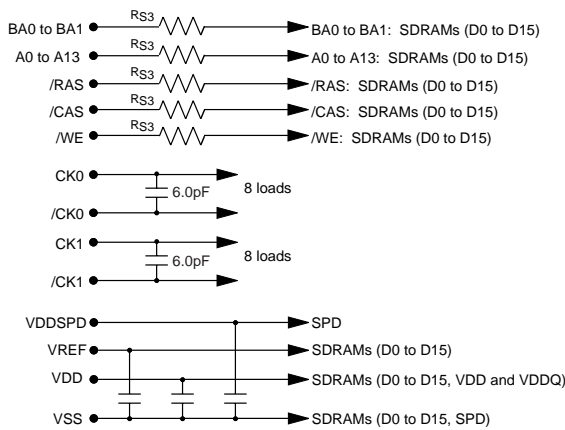 BA0 to BA1 RS3 BA0 to BA1: SDRAMs (D0 to D15)
A0 to A13 RS3 A0 to A13: SDRAMs (D0 to D15)
/RAS RS3 /RAS: SDRAMs (D0 to D15)
/CAS RS3 /CAS: SDRAMs (D0 to D15)
/WE RS3 /WE: SDRAMs (D0 to D15)
CK0
6.0pF 8 loads
/CK0
CK1
6.0pF 8 loads
/CK1
VDDSPD SPD
VREF SDRAMs (D0 to D15)
VDD SDRAMs (D0 to D15, VDD and VDDQ)
VSS SDRAMs (D0 to D15, SPD)